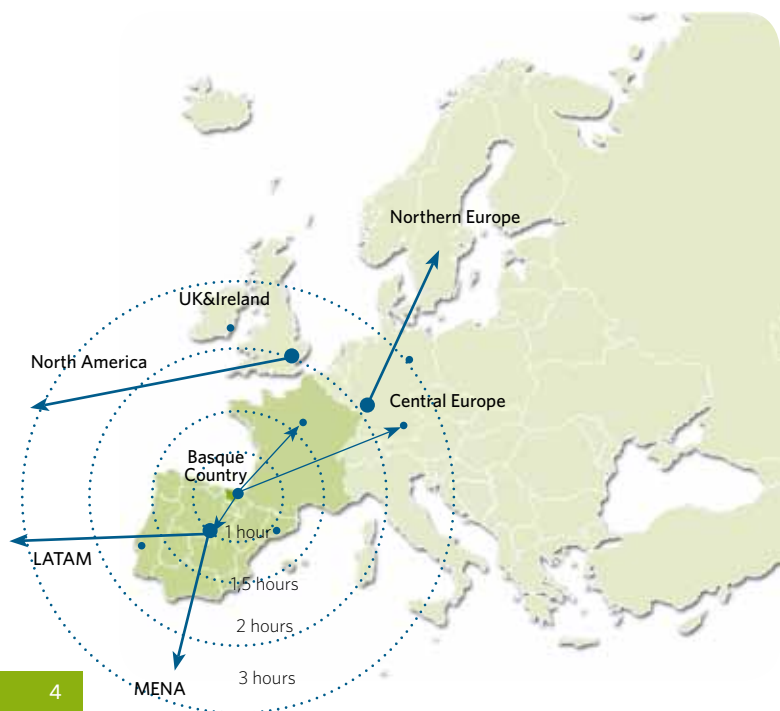 Northern Europe
UK&Ireland
North America
Central Europe
Basque
Country
1 hour
LATAM
1,5 hours
2 hours
3 hours
MENA
4